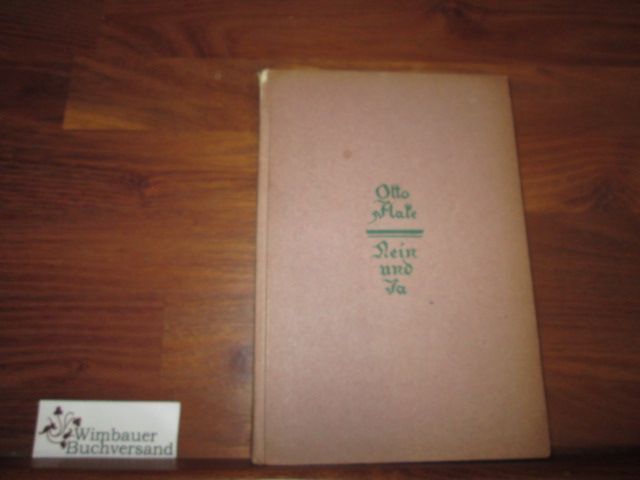 Otto
Flake
Nein
und
Ja
Wimbauer
Buchversand